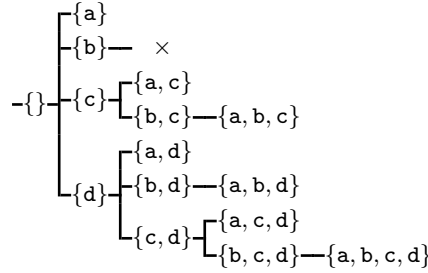 {a}
{b} ×
{} {c} {a,c}
{b,c} {a,b,c}
{a,d}
{d} {b,d} {a,b,d}
{a,c,d}
{c,d} {b,c,d} {a,b,c,d}